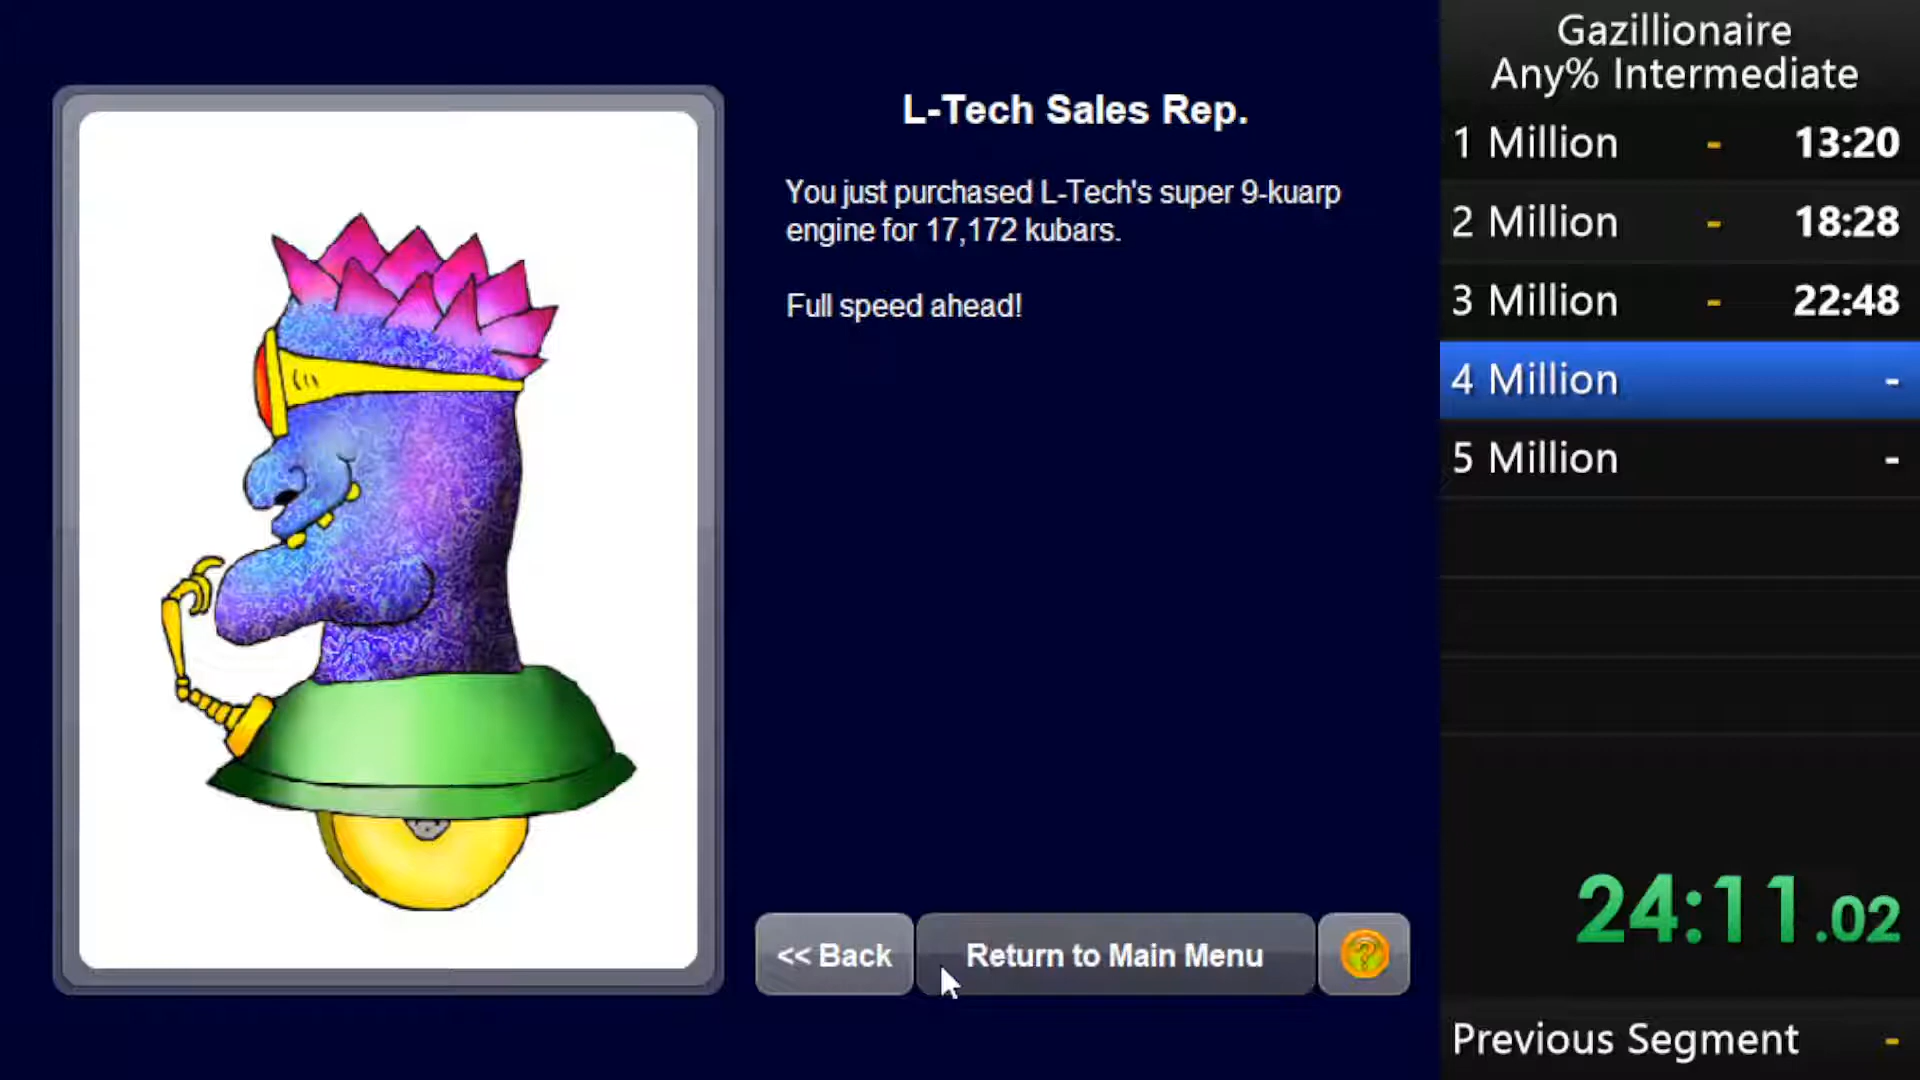 L-Tech Sales Rep.
You just purchased L-Tech's super 9-kuarp
engine for 17,172 kubars.
Full speed ahead!
<< Back
Return to Main Menu
?
Gazillionaire
Any% Intermediate
1 Million - 13:20
2 Million - 18:28
3 Million - 22:48
4 Million -
5 Million -
24:11.02
Previous Segment -